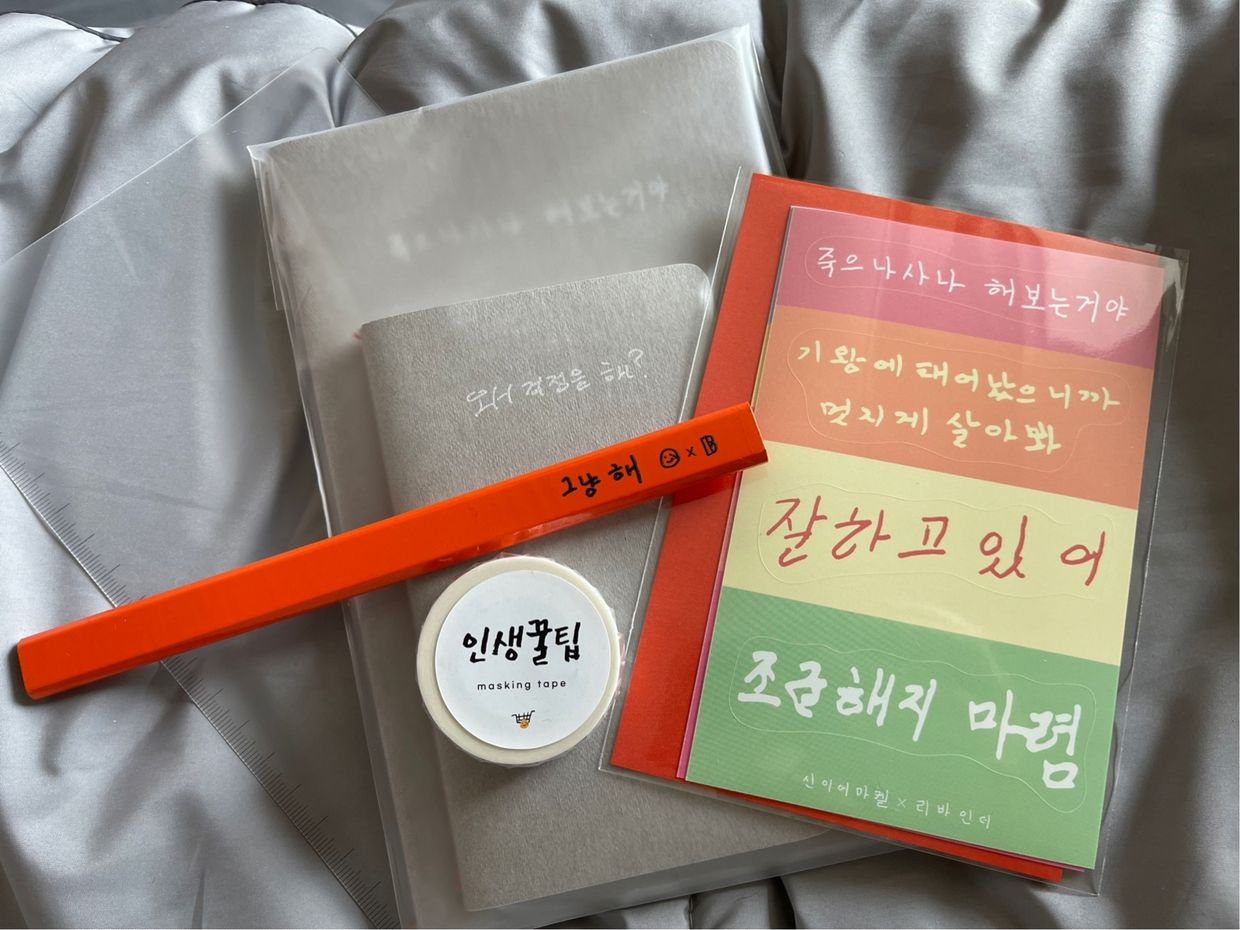 죽으나사나 해보는거야
뭐 걱정을 해?
그냥해 x B
인생꿀팁
masking tape
죽으나사나 해보는거야
기왕에 태어났으니까
멋지게 살아봐
잘하고있어
조급해지 마렴
신이어마켙 x 리바인더